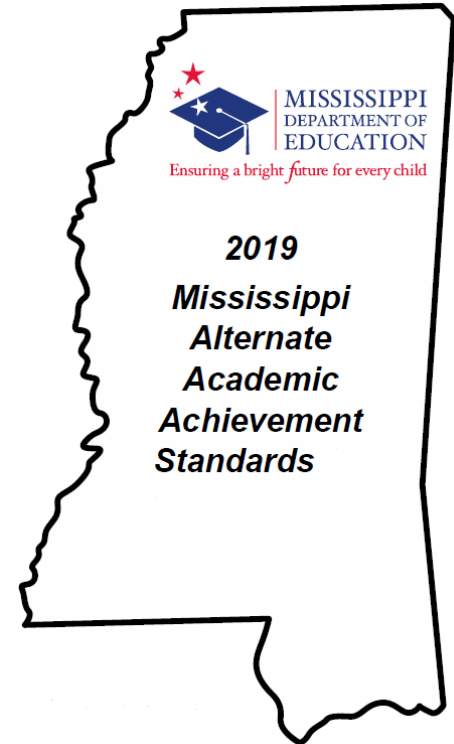 MISSISSIPPI
DEPARTMENT OF
EDUCATION
Ensuring a bright future for every child
2019
Mississippi
Alternate
Academic
Achievement
Standards